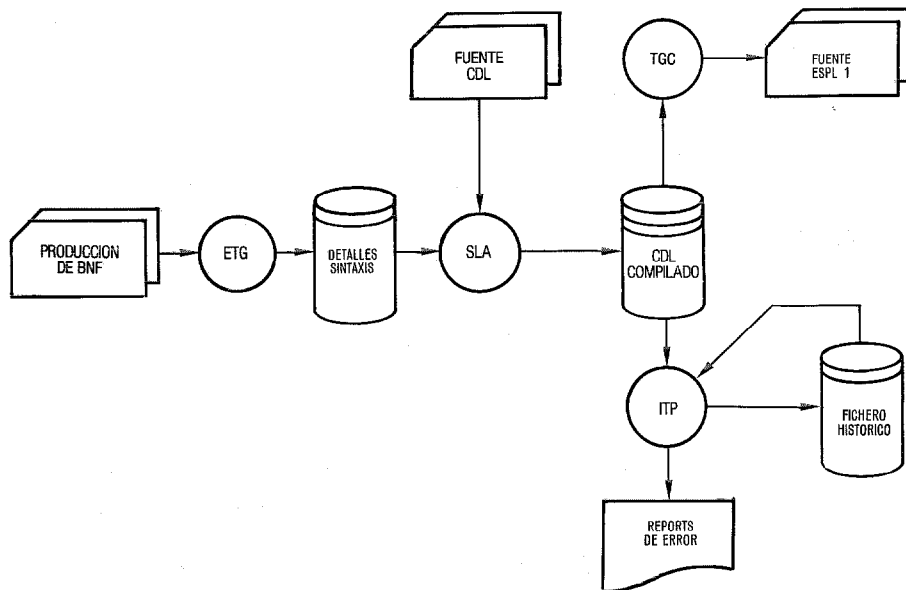 FUENTE
CDL
TGC
FUENTE
ESPL 1
PRODUCCION
DE BNF
ETG
DETALLES
SINTAXIS
SLA
CDL
COMPILADO
ITP
FICHERO
HISTORICO
REPORTS
DE ERROR